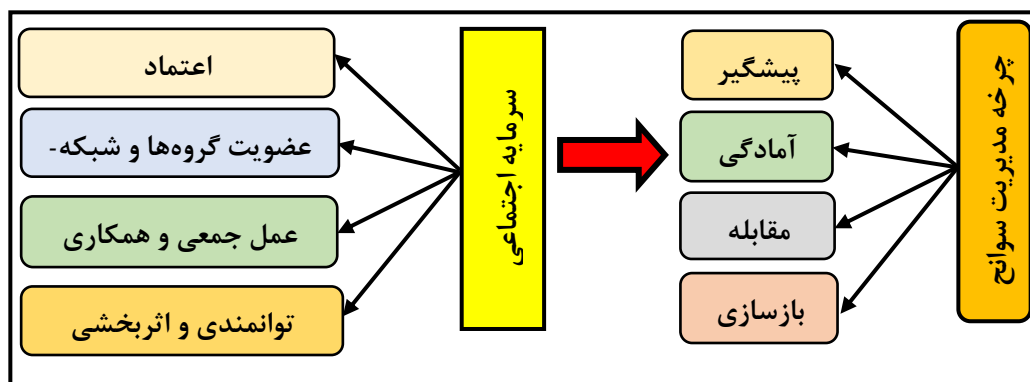 چرخه مدیریت سوانح
پیشگیر
آمادگی
مقابله
بازسازی
سرمایه اجتماعی
اعتماد
عضویت گروه‌ها و شبکه-
عمل جمعی و همکاری
توانمندی و اثربخشی